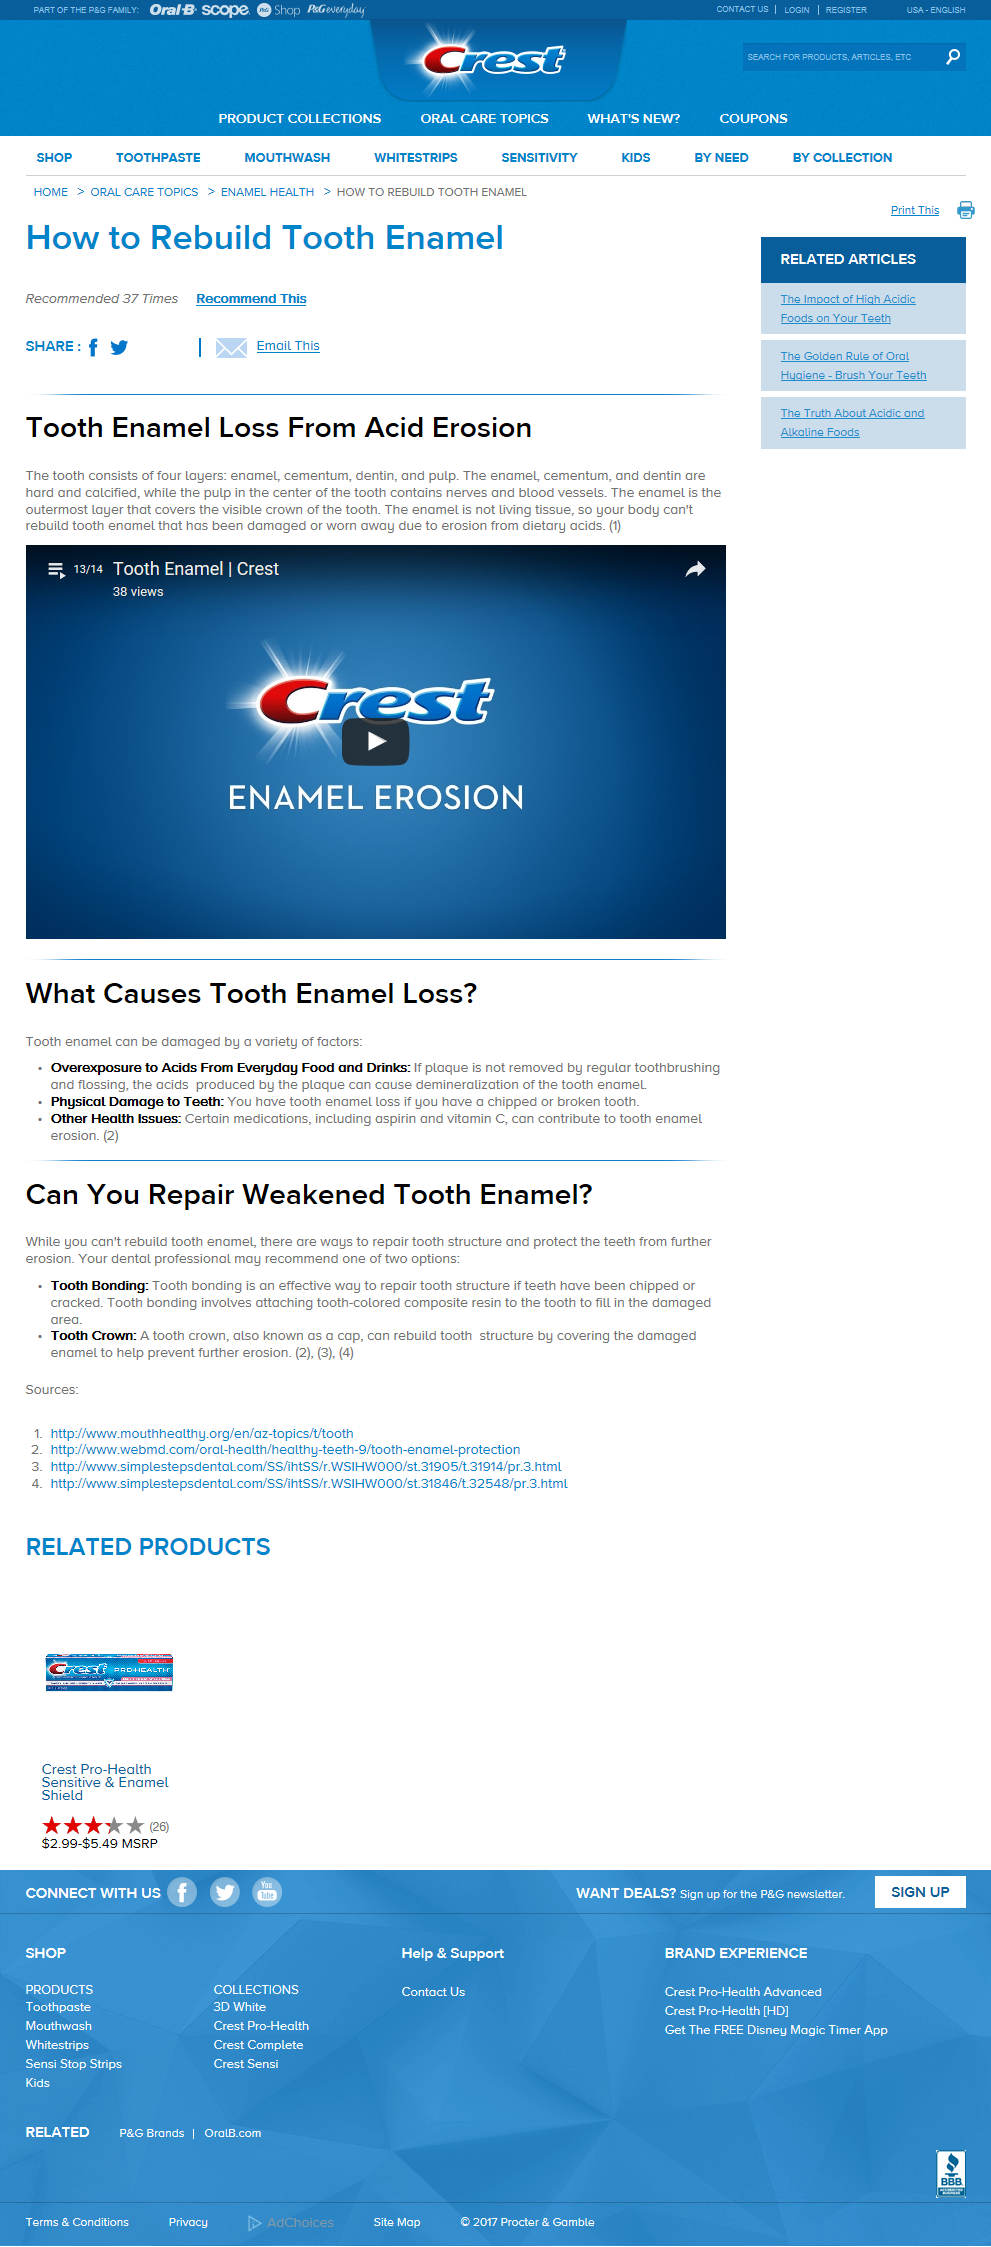 PART OF THE P&G FAMILY: Oral-B scope P&G Shop P&G everyday
CONTACT US | LOGIN | REGISTER USA - ENGLISH
Crest
SEARCH FOR PRODUCTS, ARTICLES, ETC
PRODUCT COLLECTIONS ORAL CARE TOPICS WHAT'S NEW? COUPONS
SHOP TOOTHPASTE MOUTHWASH WHITESTRIPS SENSITIVITY KIDS BY NEED BY COLLECTION
HOME > ORAL CARE TOPICS > ENAMEL HEALTH > HOW TO REBUILD TOOTH ENAMEL
Print This
How to Rebuild Tooth Enamel
Recommended 37 Times Recommend This
SHARE : | Email This
RELATED ARTICLES
The Impact of High Acidic
Foods on Your Teeth
The Golden Rule of Oral
Hygiene - Brush Your Teeth
The Truth About Acidic and
Alkaline Foods
Tooth Enamel Loss From Acid Erosion
The tooth consists of four layers: enamel, cementum, dentin, and pulp. The enamel, cementum, and dentin are
hard and calcified, while the pulp in the center of the tooth contains nerves and blood vessels. The enamel is the
outermost layer that covers the visible crown of the tooth. The enamel is not living tissue, so your body can't
rebuild tooth enamel that has been damaged or worn away due to erosion from dietary acids. (1)
13/14 Tooth Enamel | Crest
38 views
Crest
ENAMEL EROSION
What Causes Tooth Enamel Loss?
Tooth enamel can be damaged by a variety of factors:
• Overexposure to Acids From Everyday Food and Drinks: If plaque is not removed by regular toothbrushing
and flossing, the acids produced by the plaque can cause demineralization of the tooth enamel.
• Physical Damage to Teeth: You have tooth enamel loss if you have a chipped or broken tooth.
• Other Health Issues: Certain medications, including aspirin and vitamin C, can contribute to tooth enamel
erosion. (2)
Can You Repair Weakened Tooth Enamel?
While you can't rebuild tooth enamel, there are ways to repair tooth structure and protect the teeth from further
erosion. Your dental professional may recommend one of two options:
• Tooth Bonding: Tooth bonding is an effective way to repair tooth structure if teeth have been chipped or
cracked. Tooth bonding involves attaching tooth-colored composite resin to the tooth to fill in the damaged
area.
• Tooth Crown: A tooth crown, also known as a cap, can rebuild tooth structure by covering the damaged
enamel to help prevent further erosion. (2), (3), (4)
Sources:
1. http://www.mouthhealthy.org/en/az-topics/t/tooth
2. http://www.webmd.com/oral-health/healthy-teeth-9/tooth-enamel-protection
3. http://www.simplestepsdental.com/SS/ihtSS/r.WSIHW000/st.31905/t.31914/pr.3.html
4. http://www.simplestepsdental.com/SS/ihtSS/r.WSIHW000/st.31846/t.32548/pr.3.html
RELATED PRODUCTS
Crest PRO-HEALTH
Crest Pro-Health
Sensitive & Enamel
Shield
(26)
$2.99-$5.49 MSRP
CONNECT WITH US You Tube
WANT DEALS? Sign up for the P&G newsletter. SIGN UP
SHOP
PRODUCTS
Toothpaste
Mouthwash
Whitestrips
Sensi Stop Strips
Kids
COLLECTIONS
3D White
Crest Pro-Health
Crest Complete
Crest Sensi
Help & Support
Contact Us
BRAND EXPERIENCE
Crest Pro-Health Advanced
Crest Pro-Health [HD]
Get The FREE Disney Magic Timer App
RELATED P&G Brands | OralB.com
BBB
ACCREDITED
BUSINESS
Terms & Conditions Privacy AdChoices Site Map © 2017 Procter & Gamble